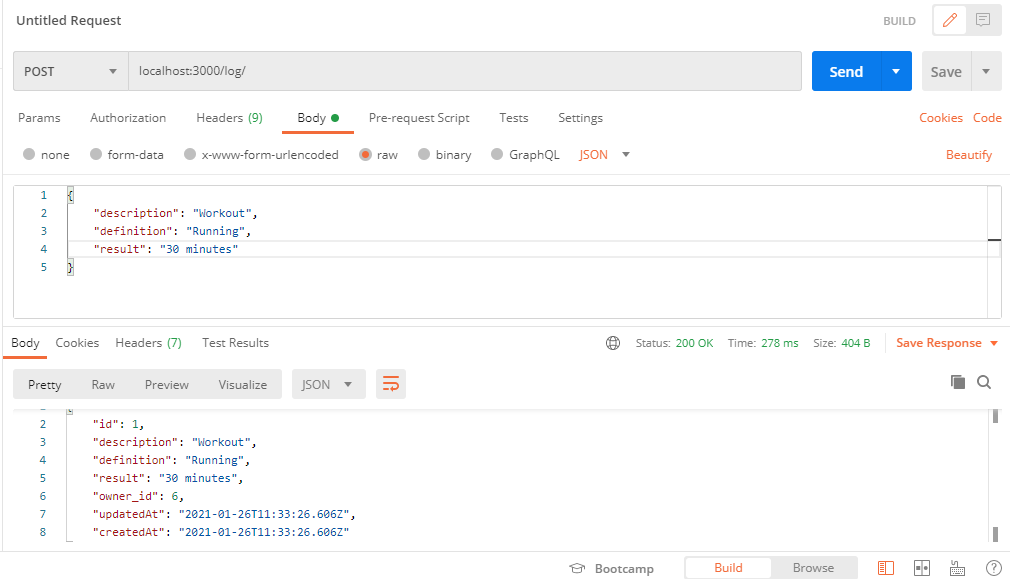 Untitled Request BUILD
POST localhost:3000/log/ Send Save
Params Authorization Headers (9) Body Pre-request Script Tests Settings Cookies Code
none form-data x-www-form-urlencoded raw binary GraphQL JSON Beautify
1 {
2 "description": "Workout",
3 "definition": "Running",
4 "result": "30 minutes"
5 }
Body Cookies Headers (7) Test Results Status: 200 OK Time: 278 ms Size: 404 B Save Response
Pretty Raw Preview Visualize JSON
2 "id": 1,
3 "description": "Workout",
4 "definition": "Running",
5 "result": "30 minutes",
6 "owner_id": 6,
7 "updatedAt": "2021-01-26T11:33:26.606Z",
8 "createdAt": "2021-01-26T11:33:26.606Z"
Bootcamp Build Browse